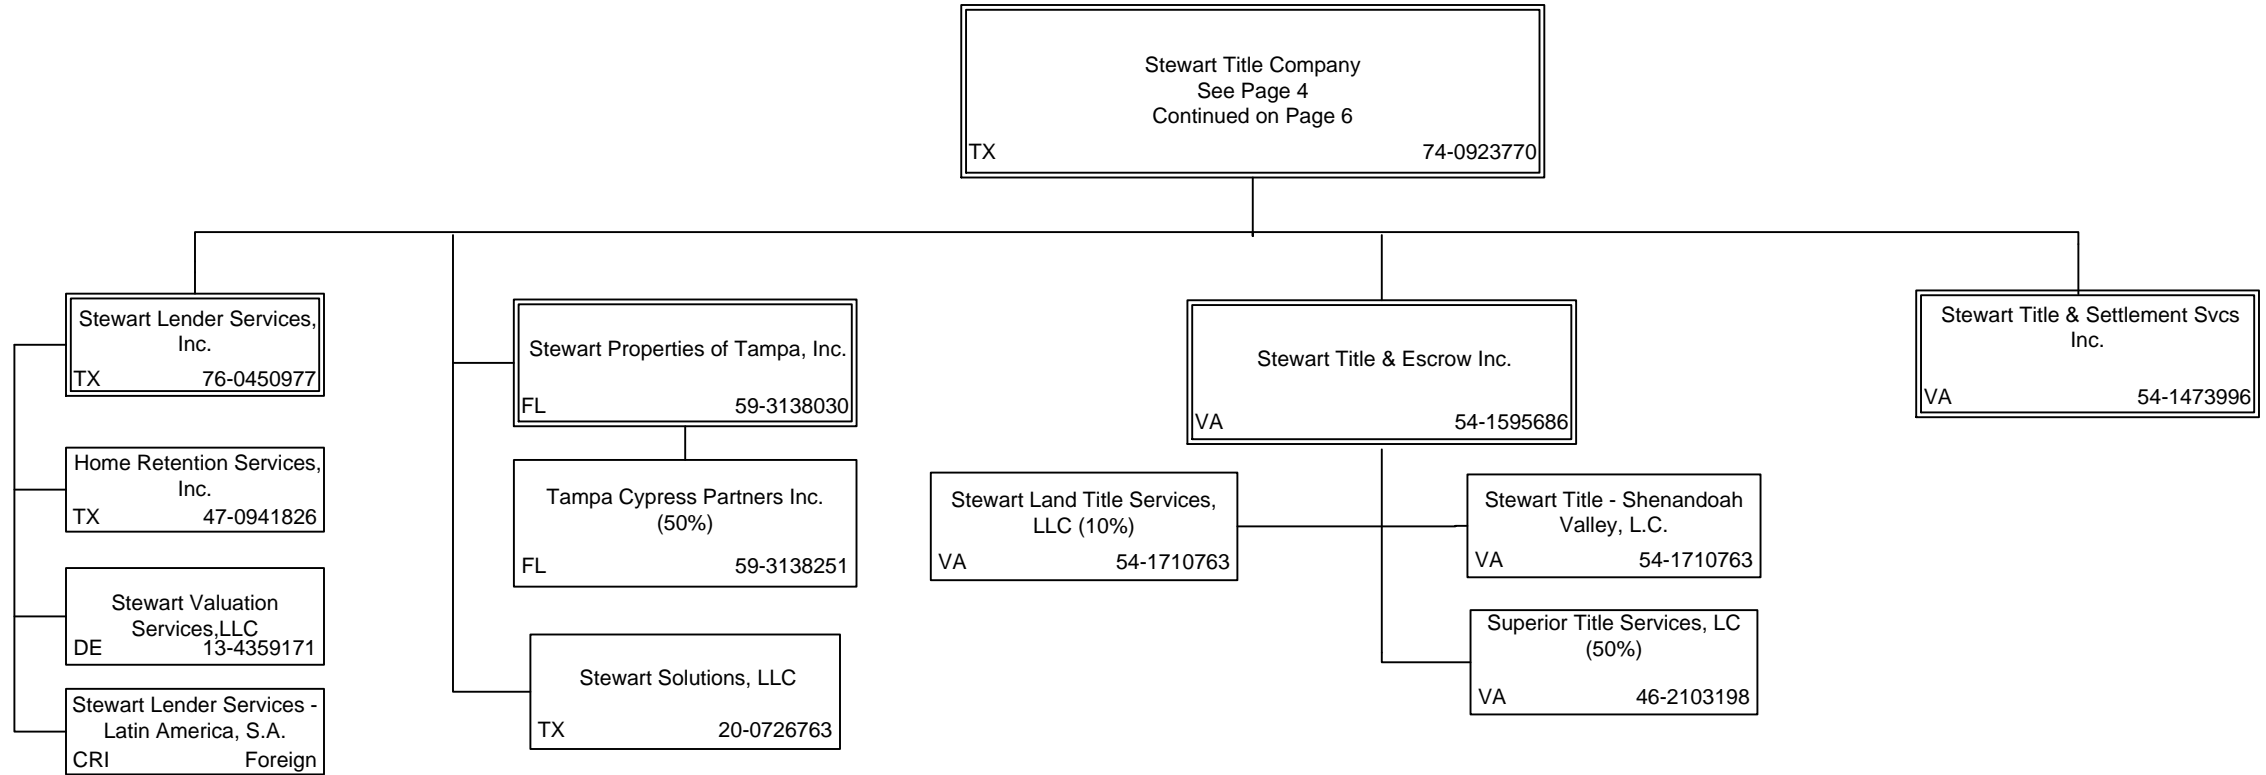 Stewart Title Company
See Page 4
Continued on Page 6
TX 74-0923770
Stewart Lender Services,
Inc.
TX 76-0450977
Home Retention Services,
Inc.
TX 47-0941826
Stewart Valuation
Services,LLC
DE 13-4359171
Stewart Lender Services -
Latin America, S.A.
CRI Foreign
Stewart Properties of Tampa, Inc.
FL 59-3138030
Tampa Cypress Partners Inc.
(50%)
FL 59-3138251
Stewart Solutions, LLC
TX 20-0726763
Stewart Title & Escrow Inc.
VA 54-1595686
Stewart Land Title Services,
LLC (10%)
VA 54-1710763
Stewart Title - Shenandoah
Valley, L.C.
VA 54-1710763
Superior Title Services, LC
(50%)
VA 46-2103198
Stewart Title & Settlement Svcs
Inc.
VA 54-1473996